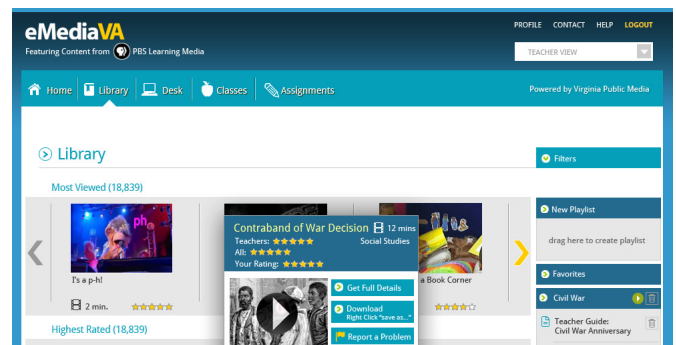 eMediaVA
PROFILE CONTACT HELP LOGOUT
Featuring Content from PBS Learning Media
TEACHER VIEW
Home Library Desk Classes Assignments
Powered by Virginia Public Media
Library
Filters
Most Viewed (18,839)
New Playlist
drag here to create playlist
ph
I's a p-h!
2 min.
Contraband of War Decision 12 mins
Teachers:
Social Studies
All:
Your Rating:
Get Full Details
Download
Right Click "save as..."
Report a Problem
a Book Corner
Favorites
Civil War
Teacher Guide:
Civil War Anniversary
Highest Rated (18,839)